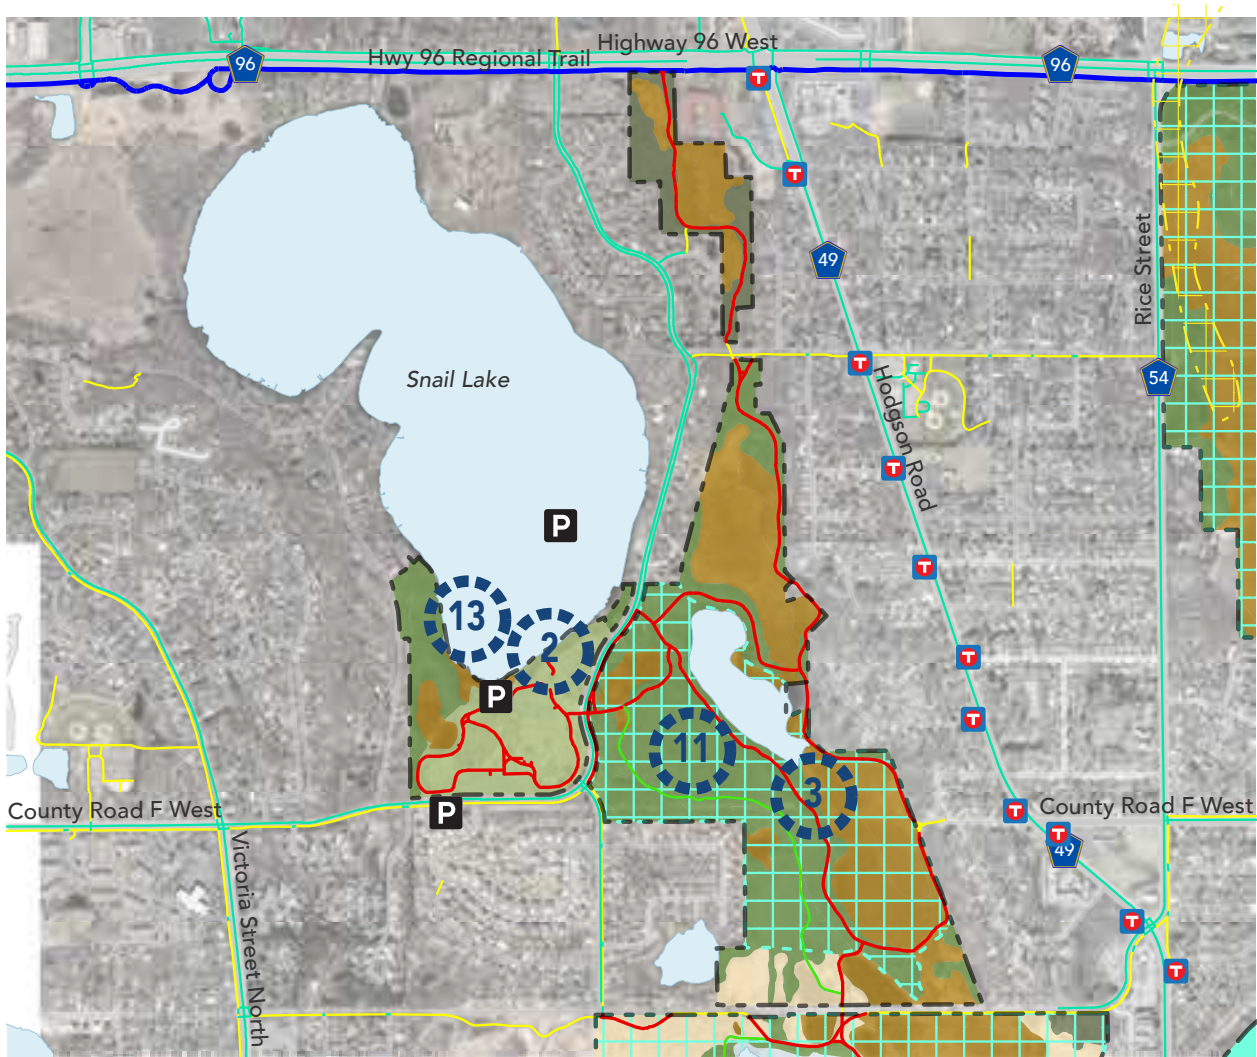 Highway 96 West
Hwy 96 Regional Trail
96
96
T
T
49
Rice Street
T
Snail Lake
54
Hodgson Road
T
P
T
13
2
T
P
T
11
3
P
T
County Road F West
County Road F West
T
49
Victoria Street North
T
T